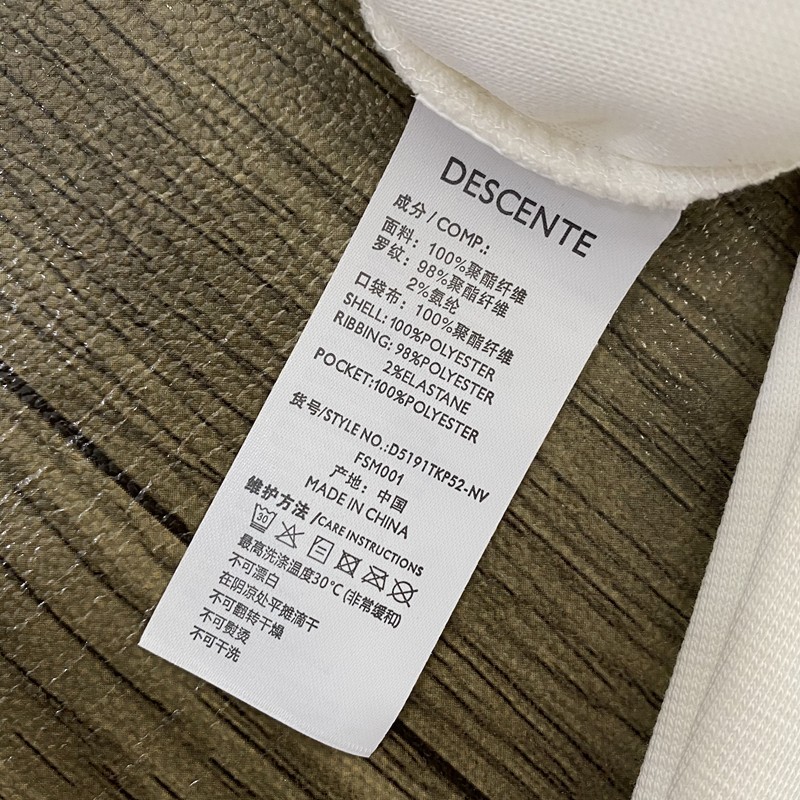 DESCENTE
成分 / COMP.:
面料：100%聚酯纤维
罗纹：98%聚酯纤维
2%氨纶
口袋布：100%聚酯纤维
SHELL: 100%POLYESTER
RIBBING: 98%POLYESTER
2%ELASTANE
POCKET:100%POLYESTER
货号/STYLE NO.:D5191TKP52-NV
FSM001
产地：中国
MADE IN CHINA
维护方法 /CARE INSTRUCTIONS
30
最高洗涤温度30°C (非常缓和)
不可漂白
在阴凉处平摊滴干
不可翻转干燥
不可熨烫
不可干洗